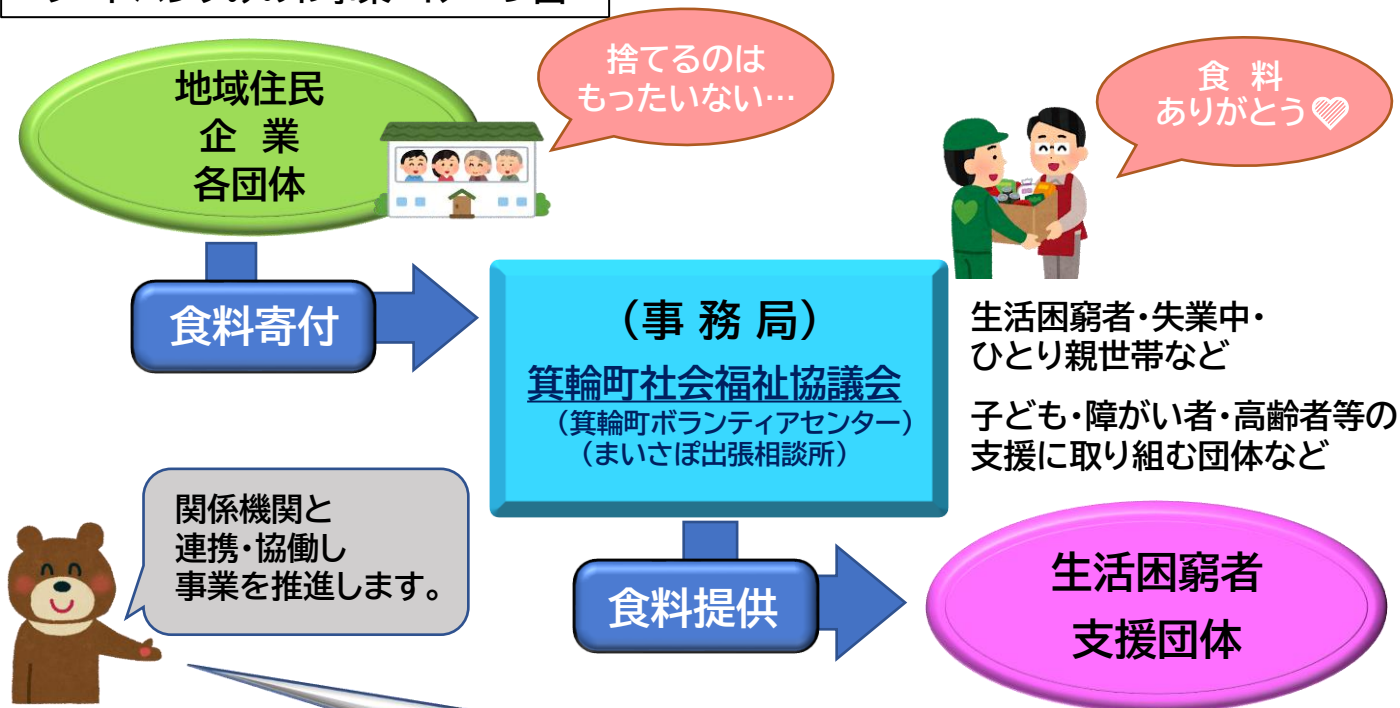 捨てるのは
もったいない…
食 料
ありがとう
地域住民
企 業
各団体
食料寄付
（事 務 局）
箕輪町社会福祉協議会
（箕輪町ボランティアセンター）
（まいさぽ出張相談所）
生活困窮者・失業中・
ひとり親世帯など
子ども・障がい者・高齢者等の
支援に取り組む団体など
関係機関と
連携・協働し
事業を推進します。
食料提供
生活困窮者
支援団体